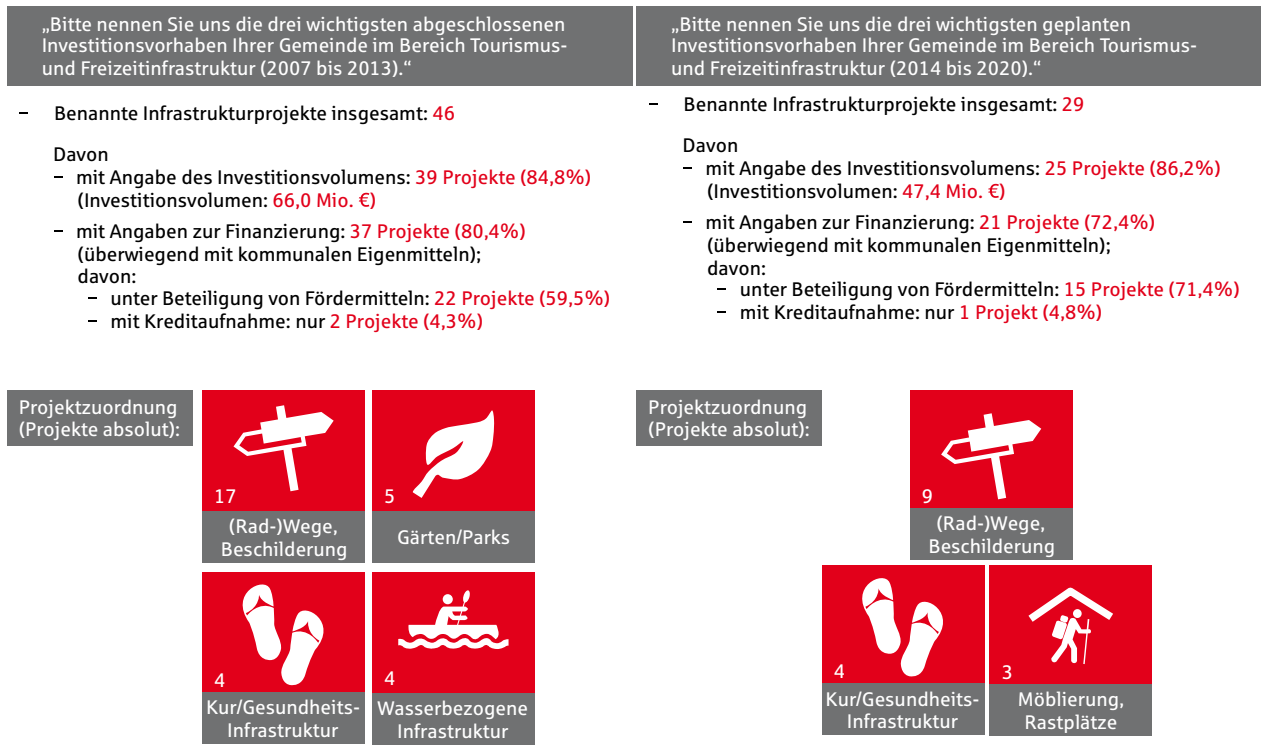 „Bitte nennen Sie uns die drei wichtigsten abgeschlossenen
Investitionsvorhaben Ihrer Gemeinde im Bereich Tourismus-
und Freizeitinfrastruktur (2007 bis 2013).“
– Benannte Infrastrukturprojekte insgesamt: 46
Davon
– mit Angabe des Investitionsvolumens: 39 Projekte (84,8%)
(Investitionsvolumen: 66,0 Mio. €)
– mit Angaben zur Finanzierung: 37 Projekte (80,4%)
(überwiegend mit kommunalen Eigenmitteln);
davon:
– unter Beteiligung von Fördermitteln: 22 Projekte (59,5%)
– mit Kreditaufnahme: nur 2 Projekte (4,3%)
Projektzuordnung
(Projekte absolut):
17
(Rad-)Wege,
Beschilderung
5
Gärten/Parks
4
Kur/Gesundheits-
Infrastruktur
4
Wasserbezogene
Infrastruktur
„Bitte nennen Sie uns die drei wichtigsten geplanten
Investitionsvorhaben Ihrer Gemeinde im Bereich Tourismus-
und Freizeitinfrastruktur (2014 bis 2020).“
– Benannte Infrastrukturprojekte insgesamt: 29
Davon
– mit Angabe des Investitionsvolumens: 25 Projekte (86,2%)
(Investitionsvolumen: 47,4 Mio. €)
– mit Angaben zur Finanzierung: 21 Projekte (72,4%)
(überwiegend mit kommunalen Eigenmitteln);
davon:
– unter Beteiligung von Fördermitteln: 15 Projekte (71,4%)
– mit Kreditaufnahme: nur 1 Projekt (4,8%)
Projektzuordnung
(Projekte absolut):
9
(Rad-)Wege,
Beschilderung
4
Kur/Gesundheits-
Infrastruktur
3
Möblierung,
Rastplätze